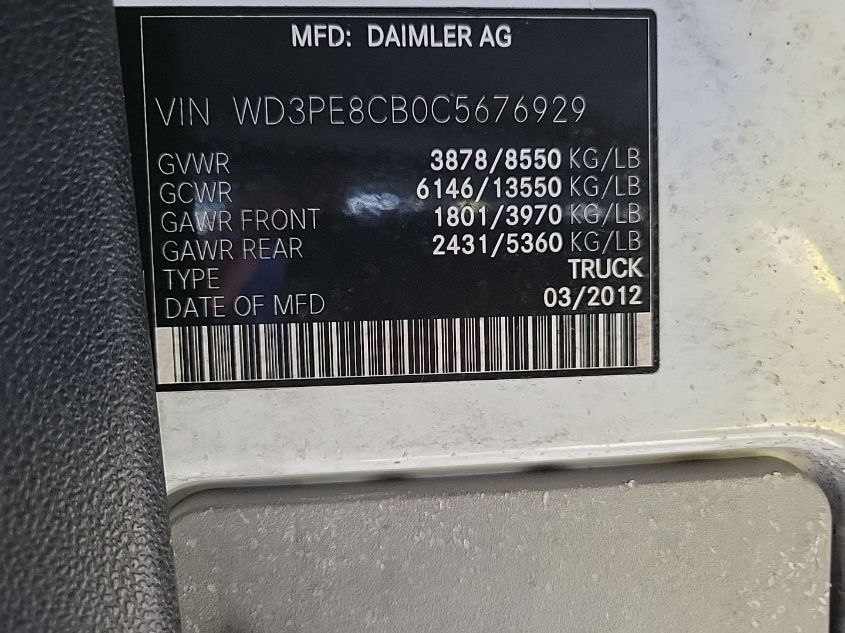 MFD: DAIMLER AG
VIN WD3PE8CB0C5676929
GVWR 3878/8550 KG/LB
GCWR 6146/13550 KG/LB
GAWR FRONT 1801/3970 KG/LB
GAWR REAR 2431/5360 KG/LB
TYPE TRUCK
DATE OF MFD 03/2012